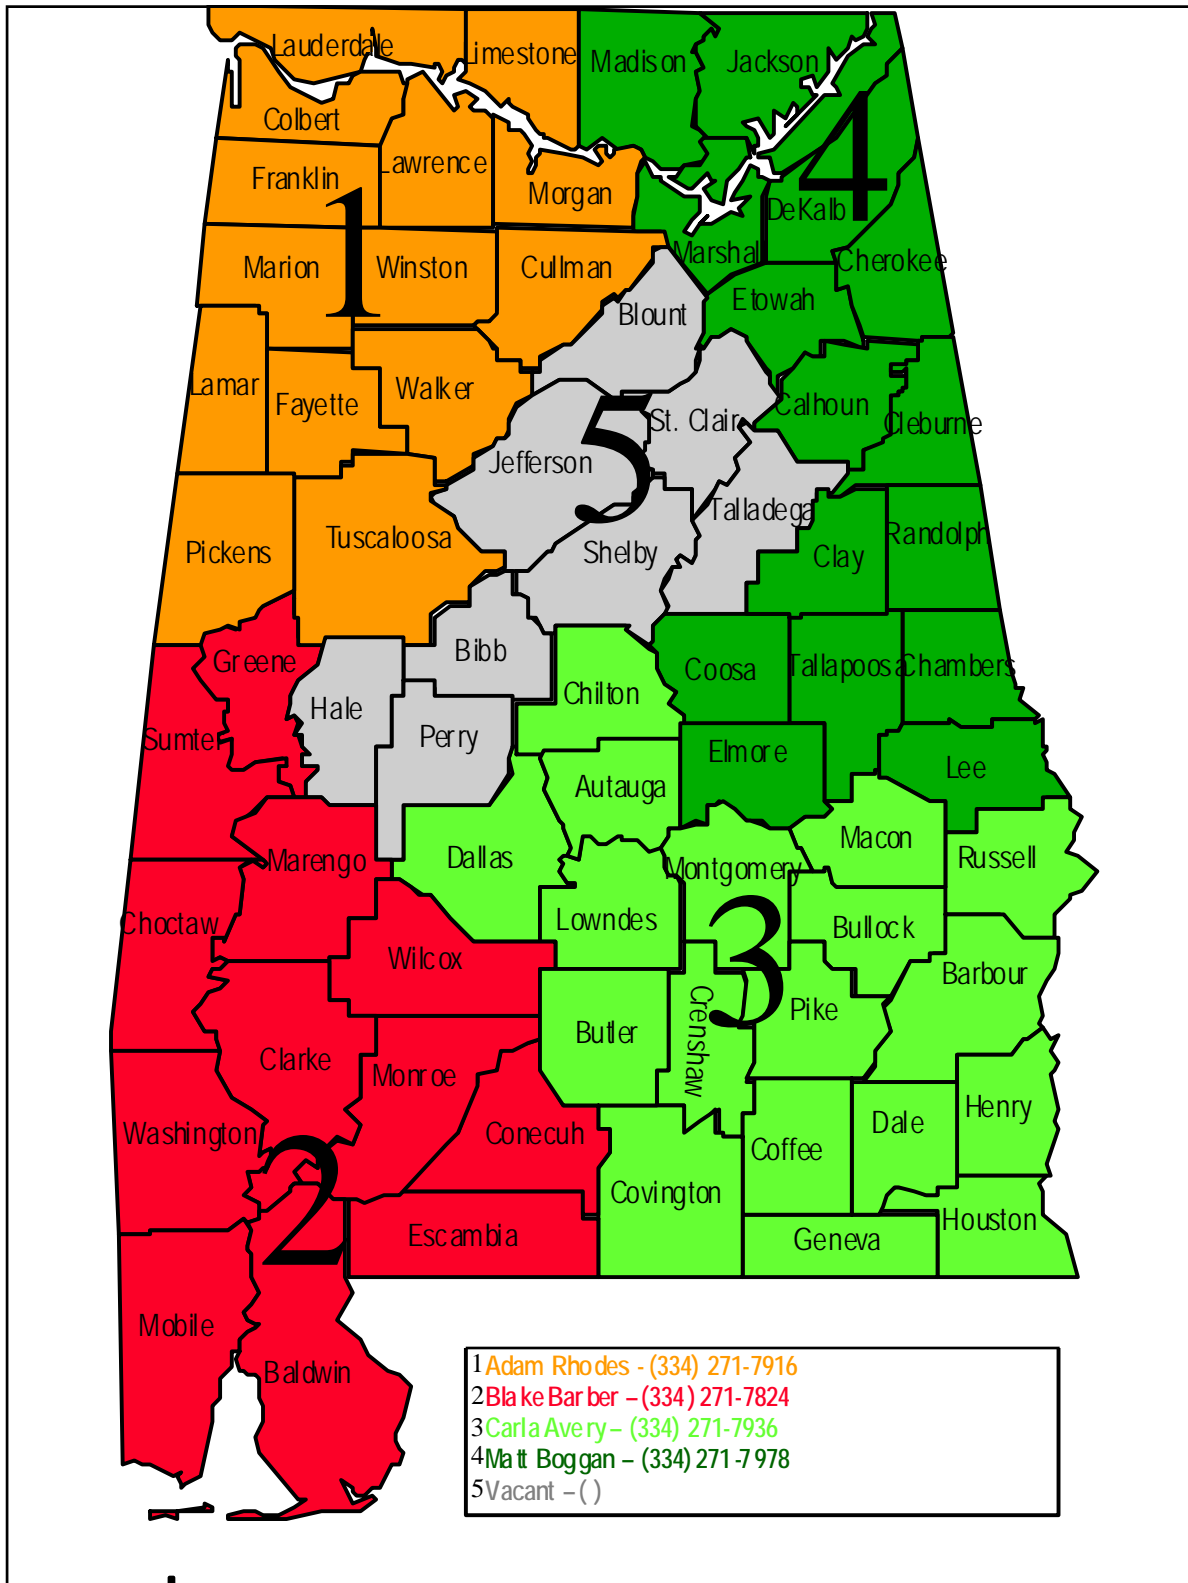 Lauderdale
Limestone
Madison
Jackson
Colbert
4
Lawrence
Franklin
Morgan
DeKalb
1
Marion
Winston
Cullman
Marshal
Cherokee
Etowah
Blount
Lamar
Fayette
Walker
5
St. Clair
Calhoun
Cleburne
Jefferson
Talladega
Pickens
Tuscaloosa
Shelby
Clay
Randolph
Greene
Bibb
Coosa
Tallapoosa
Chambers
Hale
Chilton
Sumter
Perry
Elmore
Lee
Autauga
Marengo
Dallas
Montgomery
Macon
Russell
Choctaw
Lowndes
3
Bullock
Wilcox
Barbour
Clarke
Monroe
Butler
Crenshaw
Pike
Washington
Conecuh
Coffee
Dale
Henry
2
Escambia
Covington
Geneva
Houston
Mobile
Baldwin
1 Adam Rhodes - (334) 271-7916
2 Blake Barber – (334) 271-7824
3 Carla Avery – (334) 271-7936
4 Matt Boggan – (334) 271-7978
5 Vacant – ( )